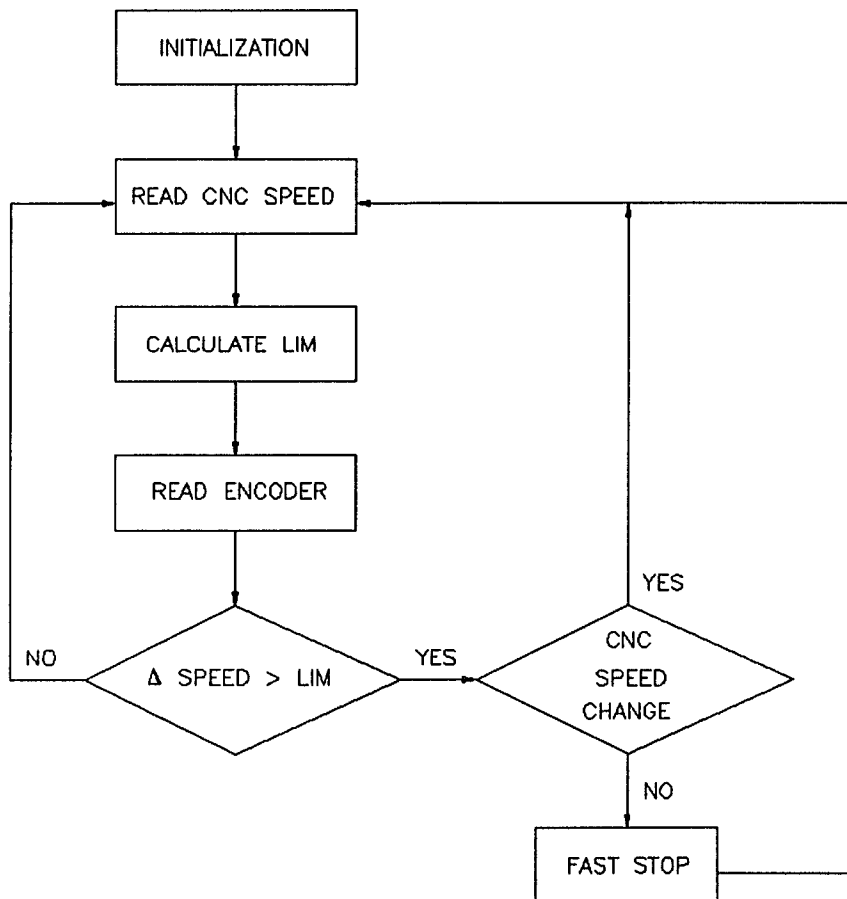 INITIALIZATION
READ CNC SPEED
CALCULATE LIM
READ ENCODER
NO
Δ SPEED > LIM
YES
YES
CNC
SPEED
CHANGE
NO
FAST STOP